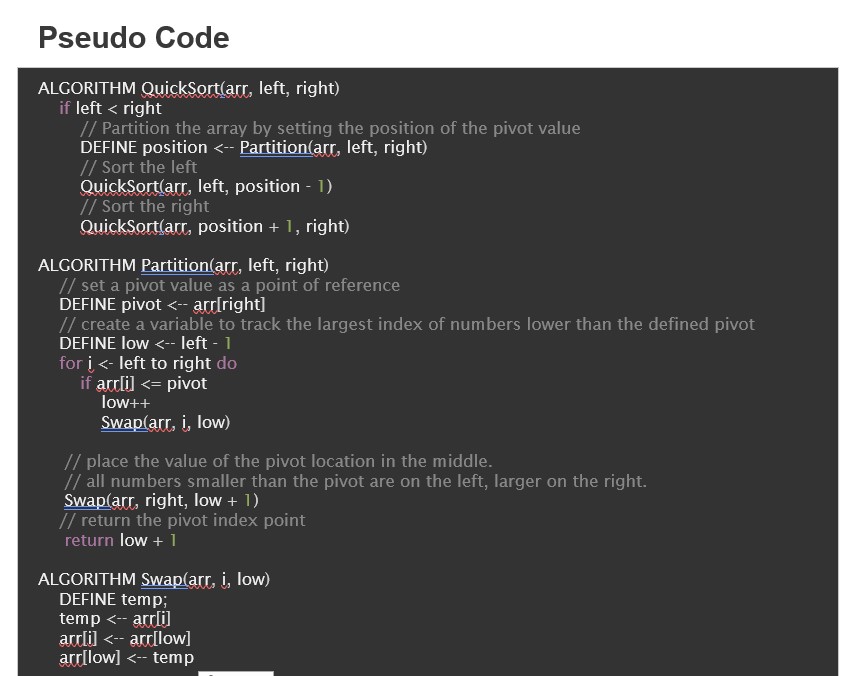 Pseudo Code
ALGORITHM QuickSort(arr, left, right)
if left < right
// Partition the array by setting the position of the pivot value
DEFINE position <-- Partition(arr, left, right)
// Sort the left
QuickSort(arr, left, position - 1)
// Sort the right
QuickSort(arr, position + 1, right)
ALGORITHM Partition(arr, left, right)
// set a pivot value as a point of reference
DEFINE pivot <-- arr[right]
// create a variable to track the largest index of numbers lower than the defined pivot
DEFINE low <-- left - 1
for i <- left to right do
if arr[i] <= pivot
low++
Swap(arr, i, low)
// place the value of the pivot location in the middle.
// all numbers smaller than the pivot are on the left, larger on the right.
Swap(arr, right, low + 1)
// return the pivot index point
return low + 1
ALGORITHM Swap(arr, i, low)
DEFINE temp;
temp <-- arr[i]
arr[i] <-- arr[low]
arr[low] <-- temp